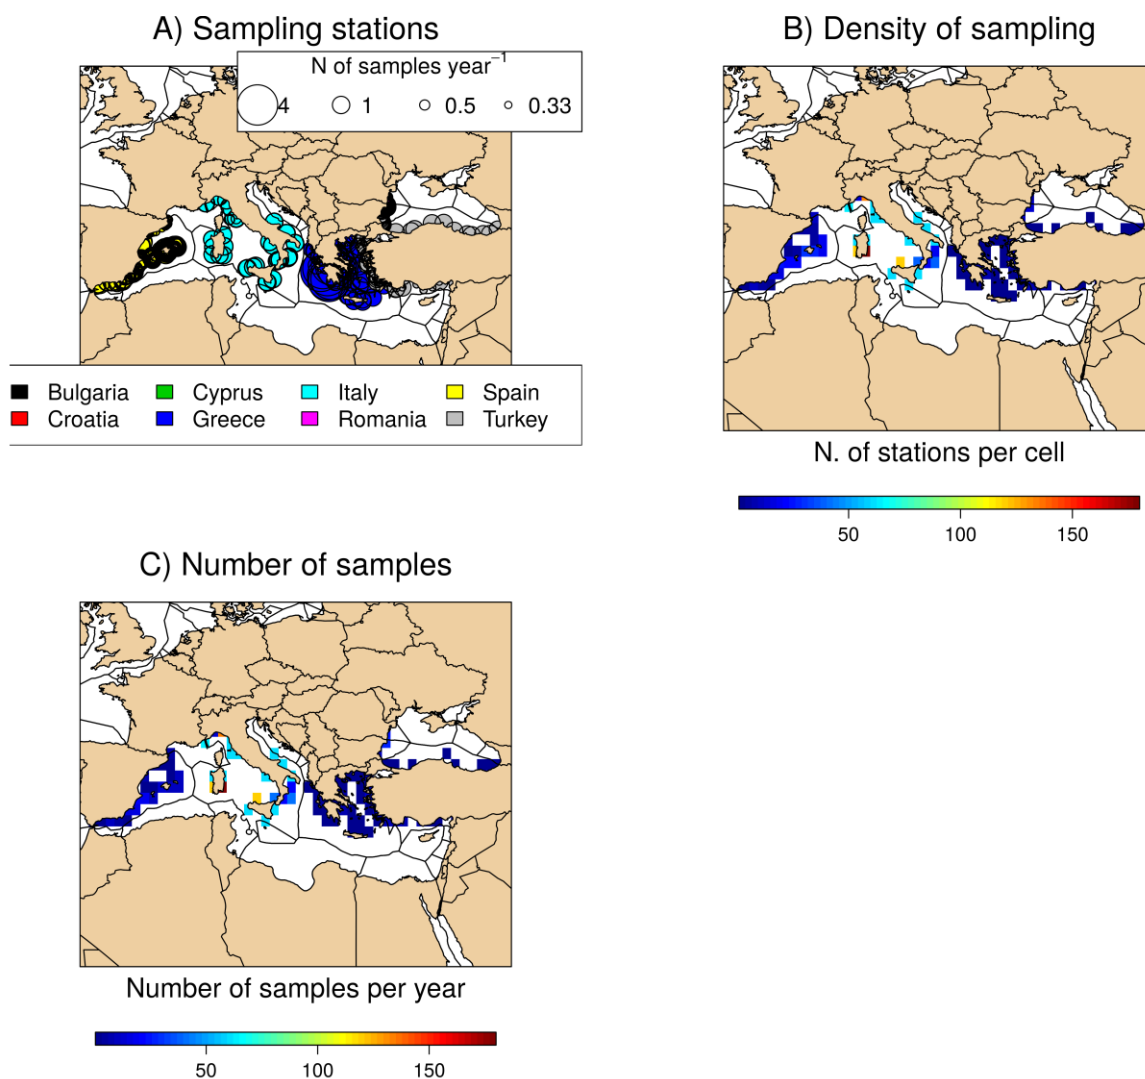 A) Sampling stations
N of samples year⁻¹
4 1 0.5 0.33
Bulgaria Cyprus Italy Spain
Croatia Greece Romania Turkey
B) Density of sampling
N. of stations per cell
50 100 150
C) Number of samples
Number of samples per year
50 100 150